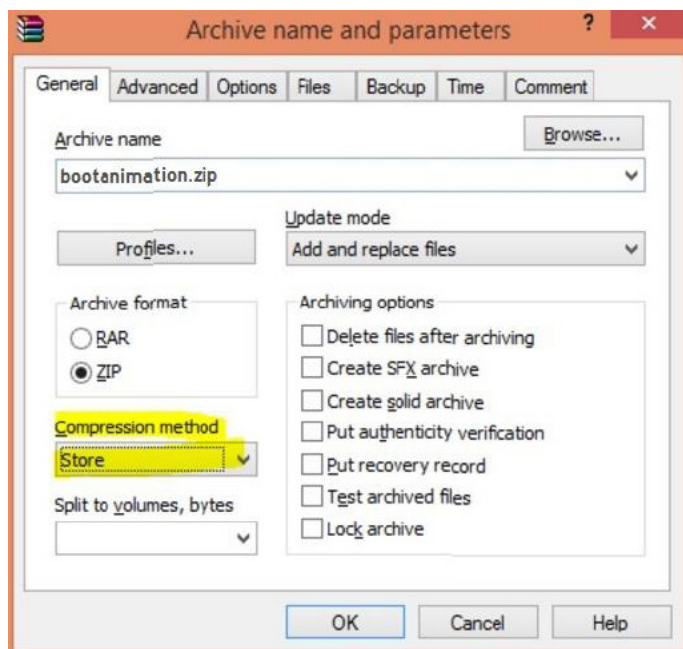 Archive name and parameters
?
General Advanced Options Files Backup Time Comment
Archive name
Browse...
bootanimation.zip
Profiles...
Update mode
Add and replace files
Archive format
RAR
ZIP
Compression method
Store
Split to volumes, bytes
Archiving options
Delete files after archiving
Create SFX archive
Create solid archive
Put authenticity verification
Put recovery record
Test archived files
Lock archive
OK Cancel Help